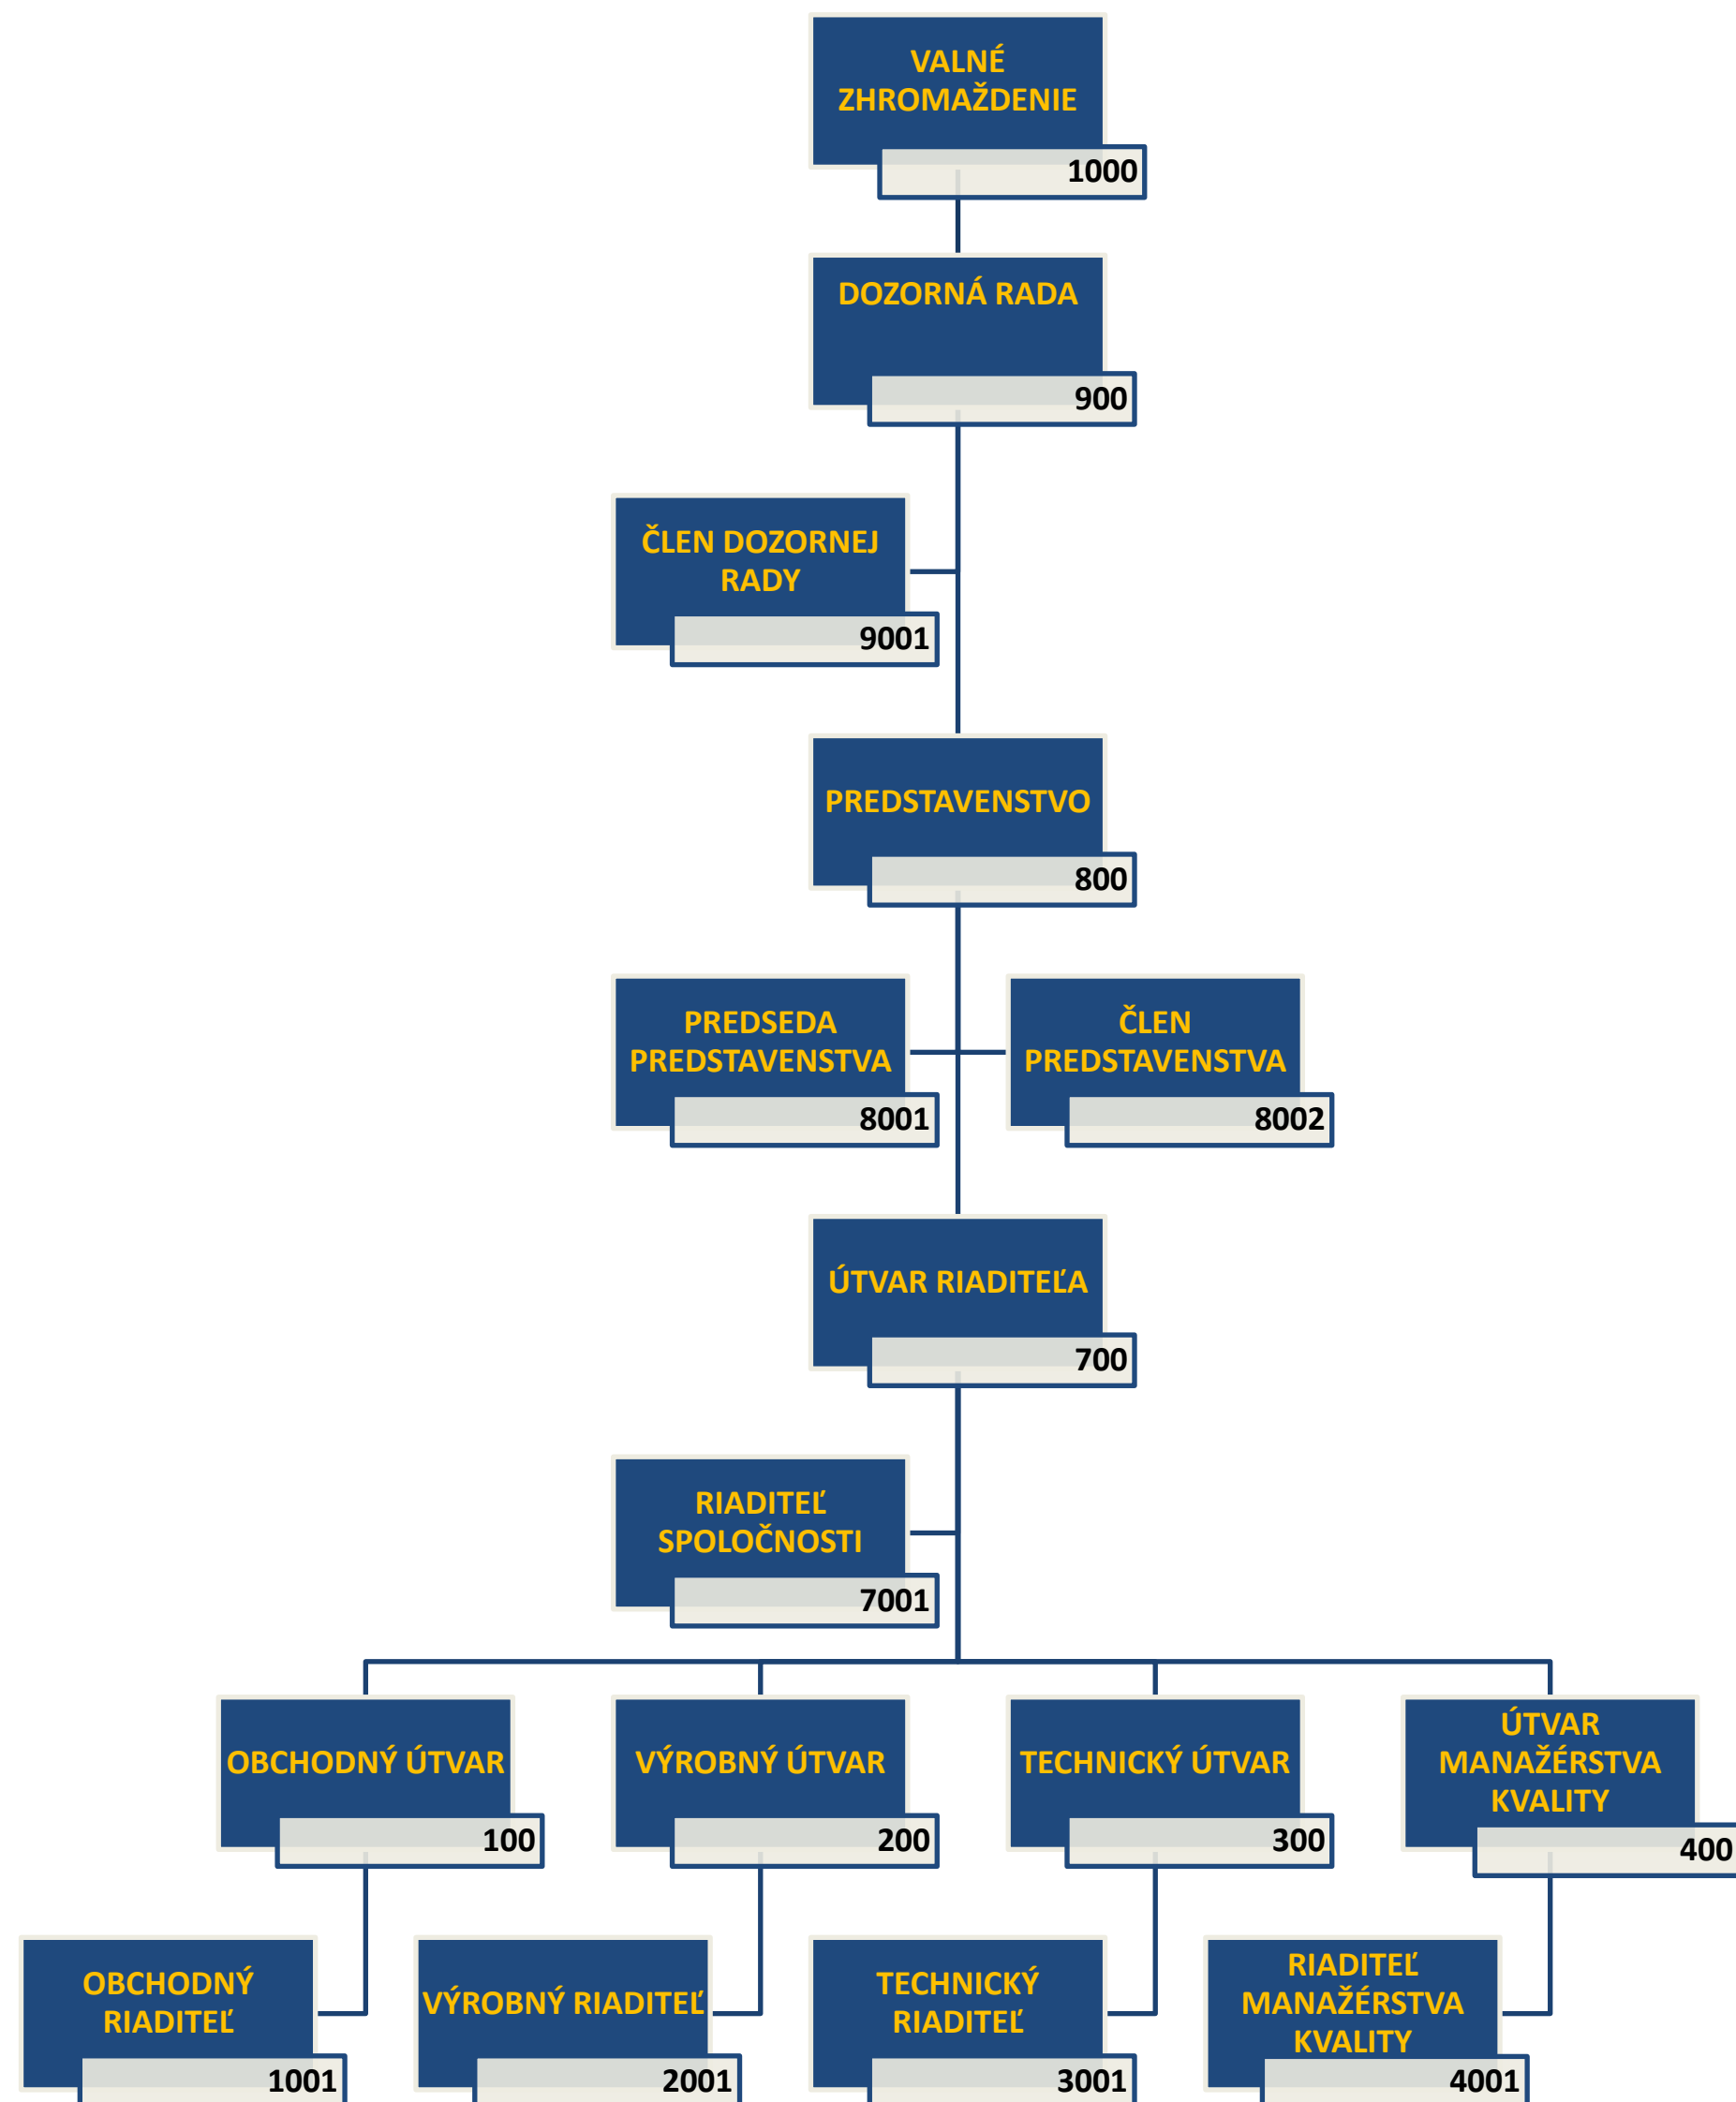 VALNÉ
ZHROMAŽDENIE
1000
DOZORNÁ RADA
900
ČLEN DOZORNEJ
RADY
9001
PREDSTAVENSTVO
800
PREDSEDA
PREDSTAVENSTVA
8001
ČLEN
PREDSTAVENSTVA
8002
ÚTVAR RIADITEĽA
700
RIADITEĽ
SPOLOČNOSTI
7001
OBCHODNÝ ÚTVAR
100
VÝROBNÝ ÚTVAR
200
TECHNICKÝ ÚTVAR
300
ÚTVAR
MANAŽÉRSTVA
KVALITY
400
OBCHODNÝ
RIADITEĽ
1001
VÝROBNÝ RIADITEĽ
2001
TECHNICKÝ
RIADITEĽ
3001
RIADITEĽ
MANAŽÉRSTVA
KVALITY
4001